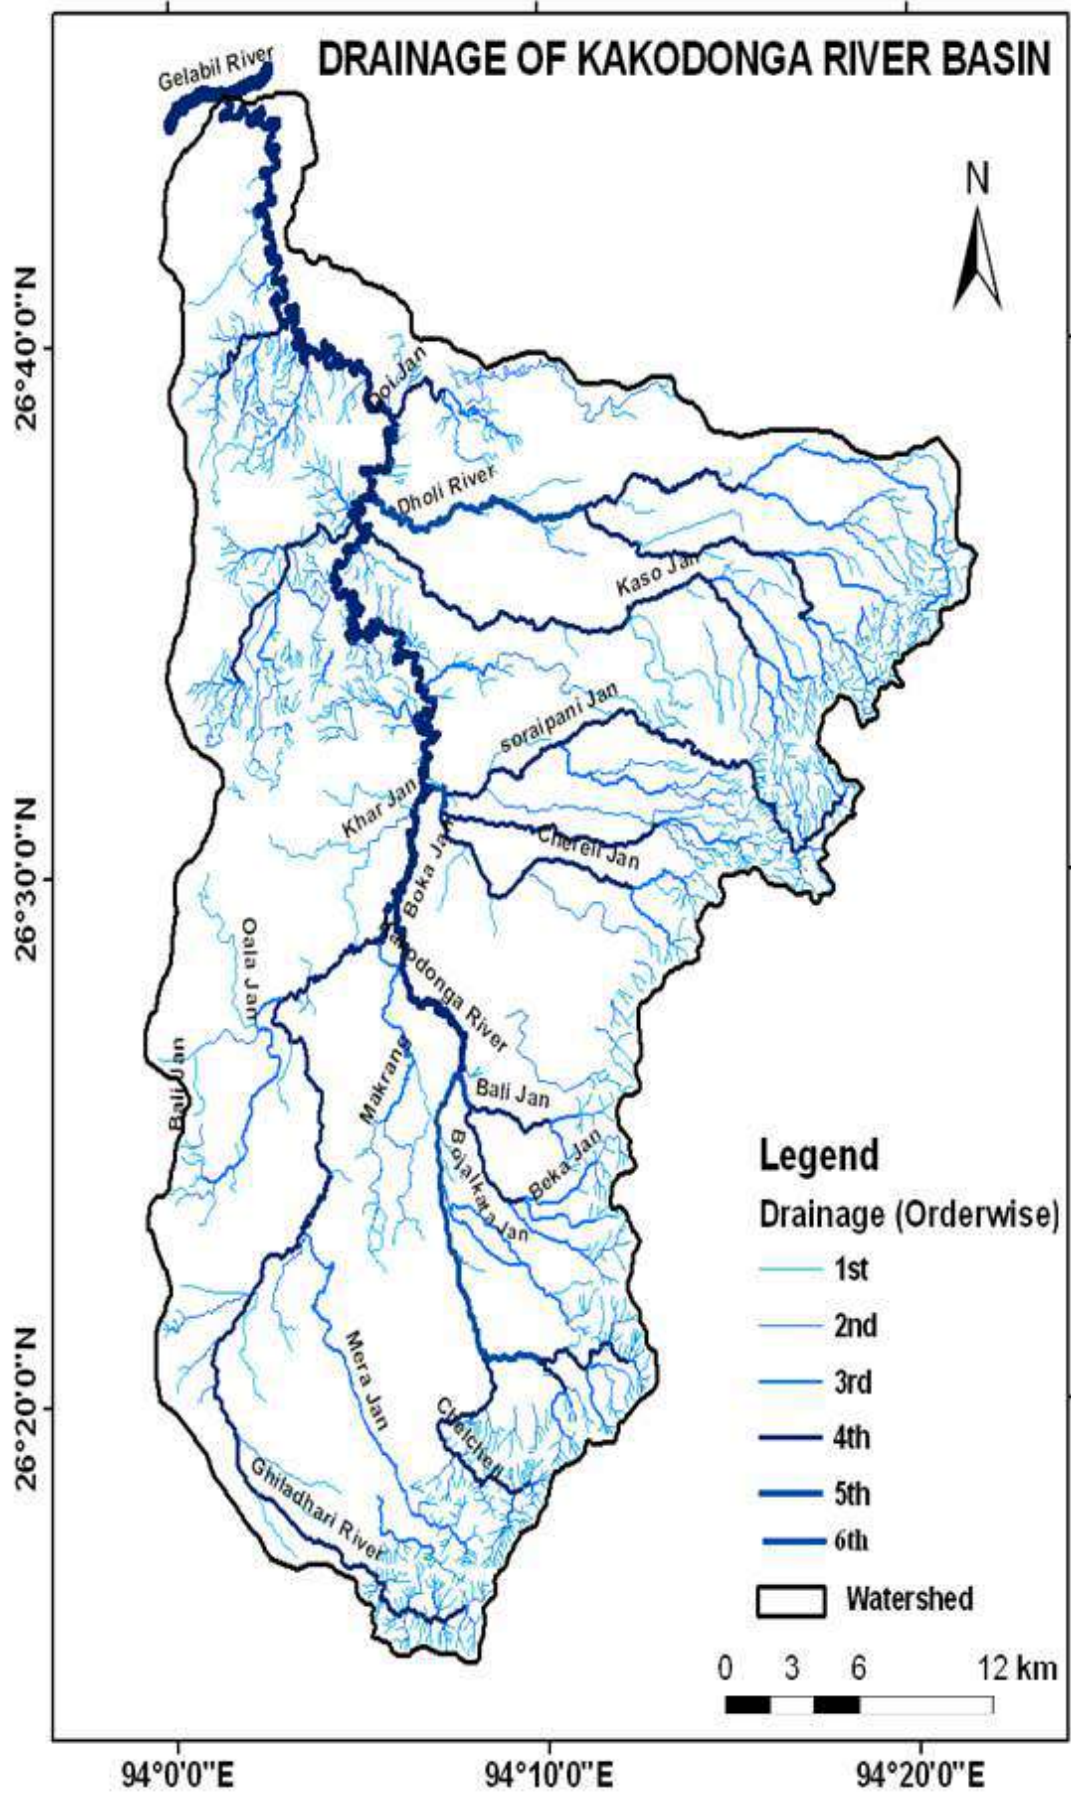 DRAINAGE OF KAKODONGA RIVER BASIN
Gelabil River
N
26°40'0"N
Doi Jan
Dholi River
Kaso Jan
soraipani Jan
Khar Jan
Boka Jan
Chereli Jan
26°30'0"N
Oala Jan
Kakodonga River
Bali Jan
Makrang
Bali Jan
Beka Jan
Bojalkara Jan
Mera Jan
26°20'0"N
Chelcheli
Ghiladhari River
Legend
Drainage (Orderwise)
1st
2nd
3rd
4th
5th
6th
Watershed
0 3 6 12 km
94°0'0"E 94°10'0"E 94°20'0"E